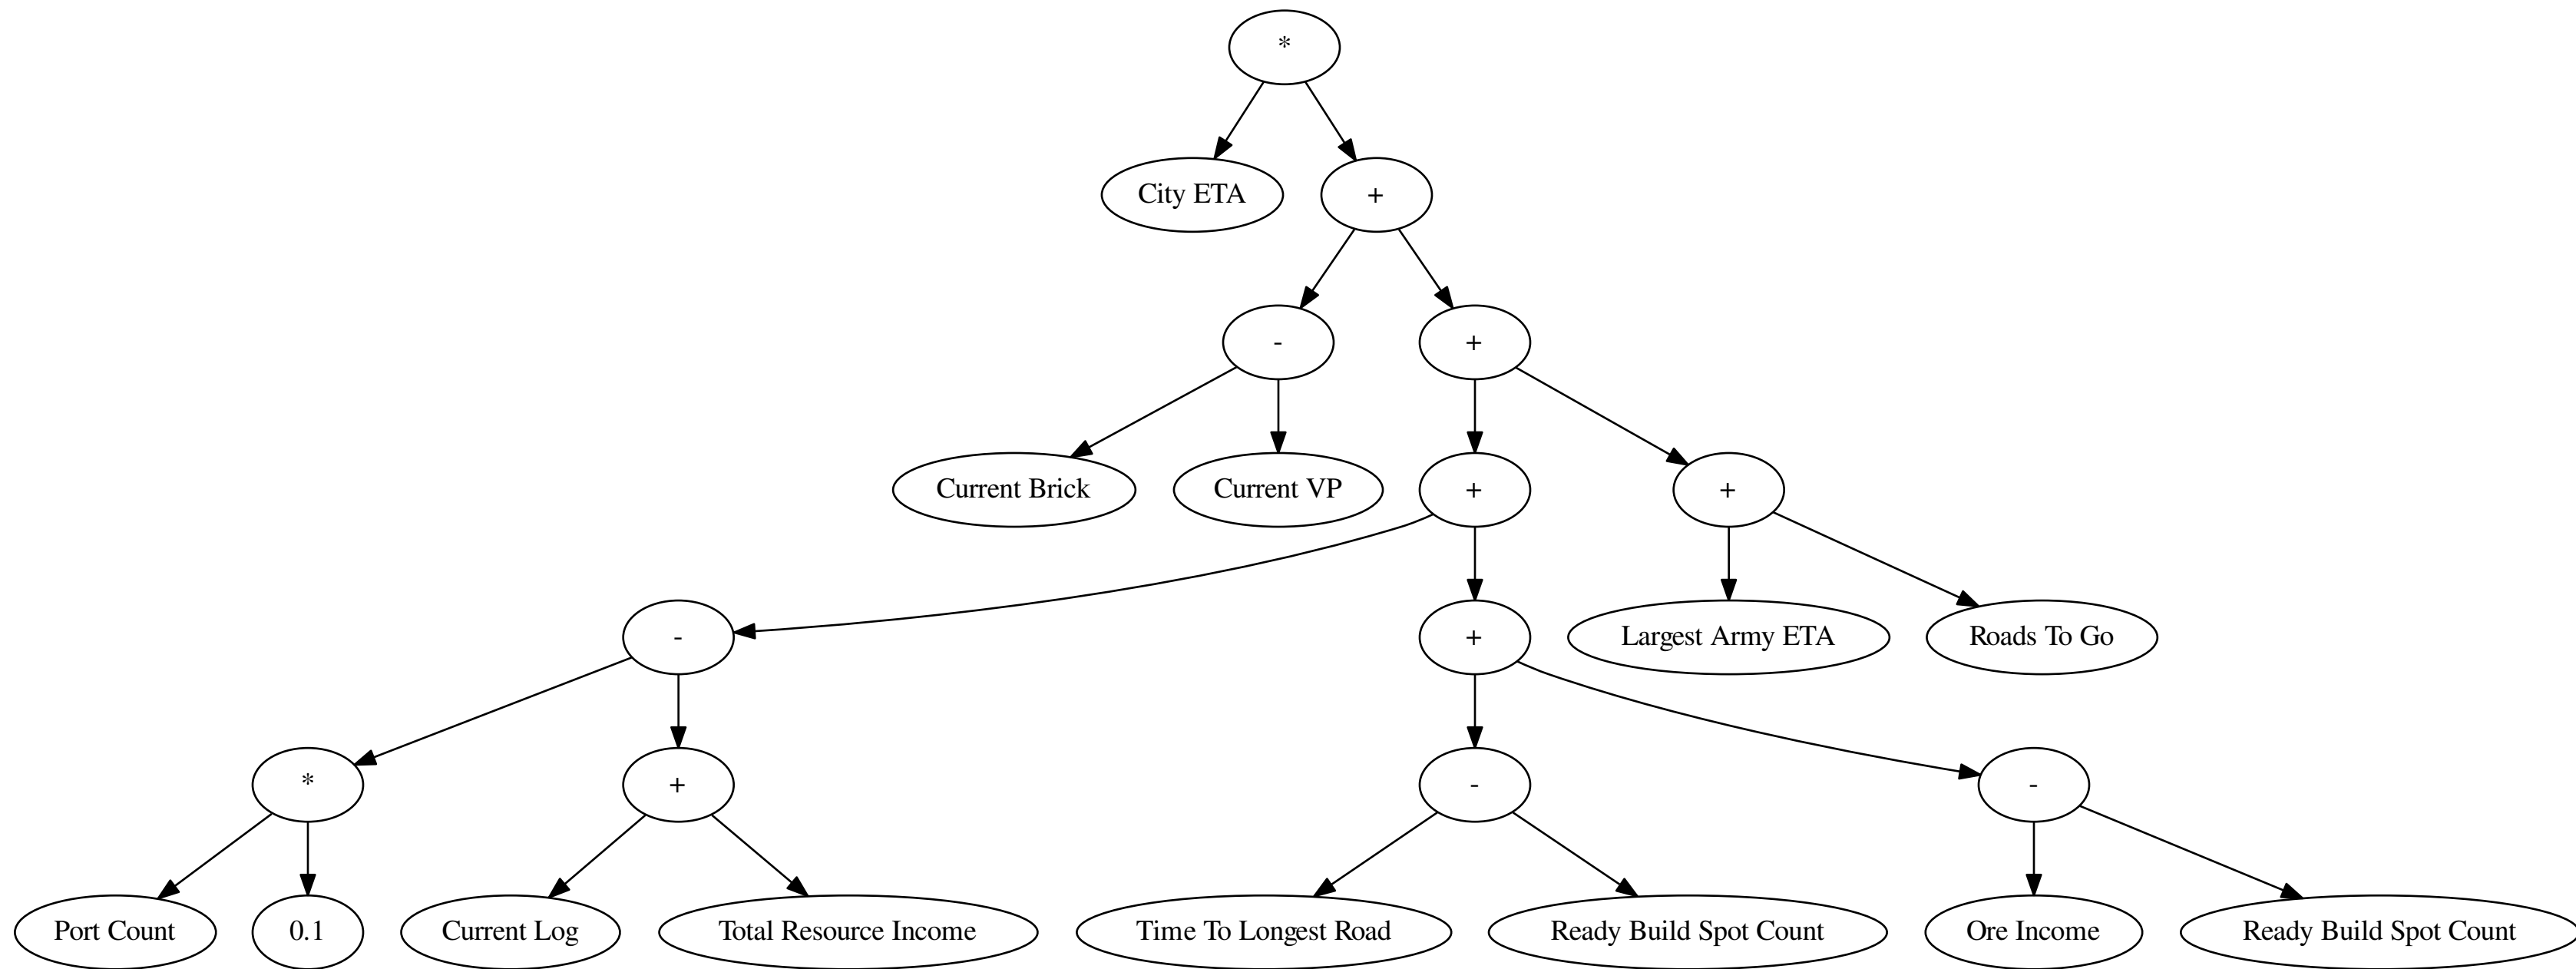 *
City ETA
+
-
+
Current Brick
Current VP
+
+
-
+
Largest Army ETA
Roads To Go
*
+
-
-
Port Count
0.1
Current Log
Total Resource Income
Time To Longest Road
Ready Build Spot Count
Ore Income
Ready Build Spot Count